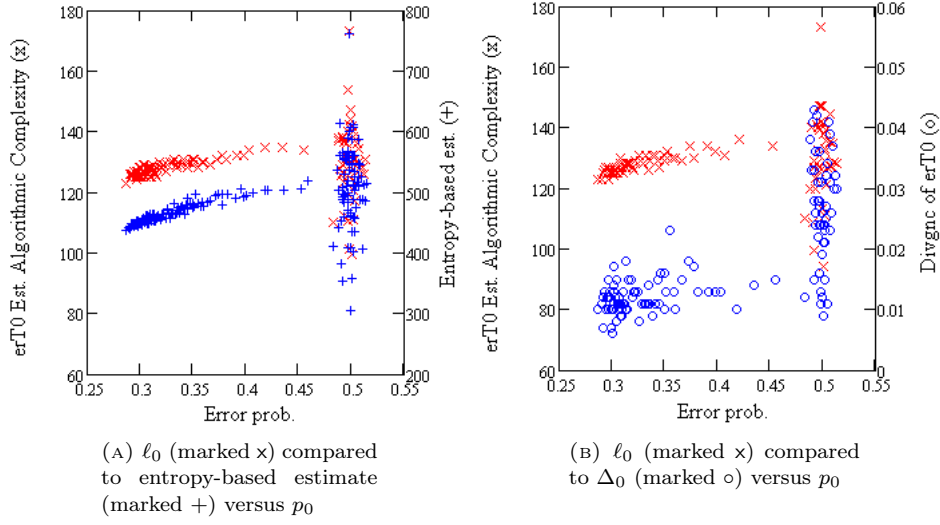 180
160
140
120
100
80
60
erT0 Est. Algorithmic Complexity (x)
0.25 0.3 0.35 0.4 0.45 0.5 0.55
Error prob.
800
700
600
500
400
300
200
Entropy-based est. (+)
(A) ℓ₀ (marked x) compared
to entropy-based estimate
(marked +) versus p₀
180
160
140
120
100
80
60
erT0 Est. Algorithmic Complexity (x)
0.25 0.3 0.35 0.4 0.45 0.5 0.55
Error prob.
0.06
0.05
0.04
0.03
0.02
0.01
0
Divgnc of erT0 (o)
(B) ℓ₀ (marked x) compared
to Δ₀ (marked ○) versus p₀